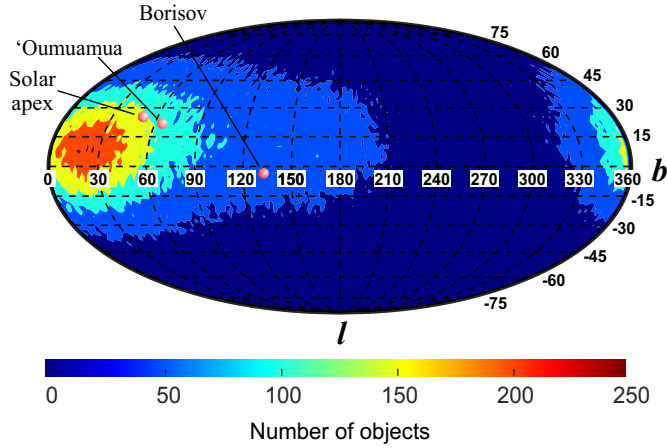 Borisov
‘Oumuamua
Solar
apex
75
60
45
30
15
0 30 60 90 120 150 180 210 240 270 300 330 360 b
-15
-30
-45
-60
-75
l
0 50 100 150 200 250
Number of objects